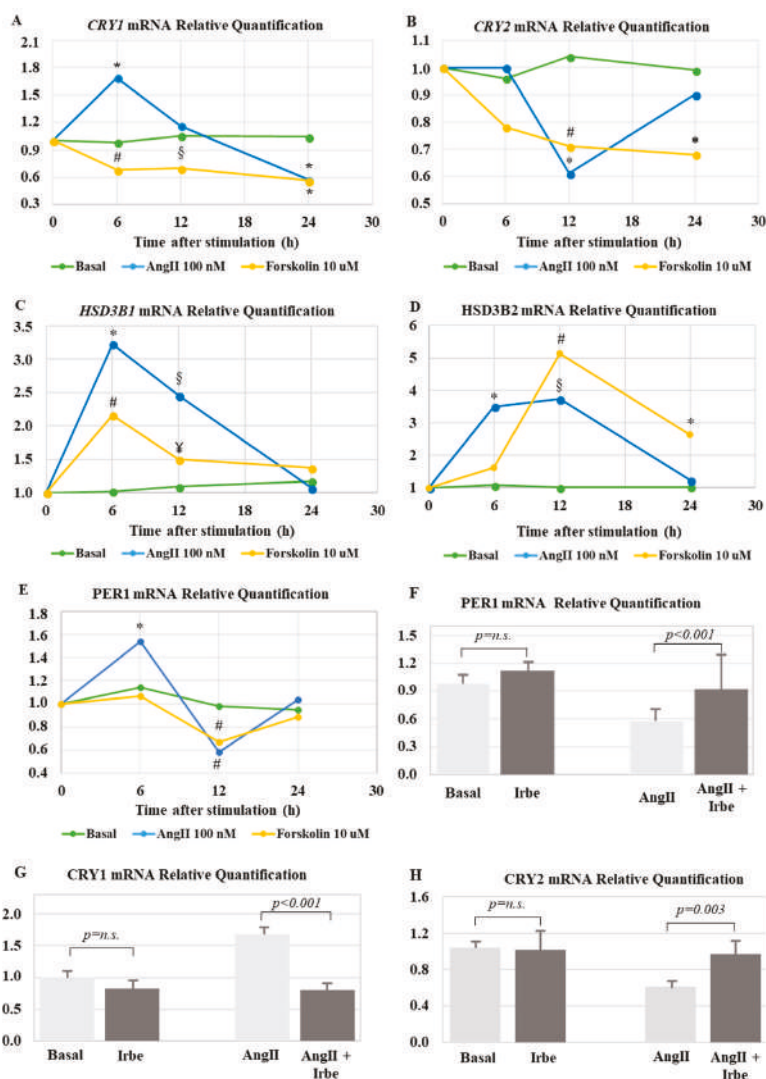 A
CRY1 mRNA Relative Quantification
2.1
1.8
1.5
1.2
0.9
0.6
0.3
*
#
§
*
*
0 6 12 18 24 30
Time after stimulation (h)
Basal AngII 100 nM Forskolin 10 uM
B
CRY2 mRNA Relative Quantification
1.1
1.0
0.9
0.8
0.7
0.6
0.5
#
*
*
0 6 12 18 24 30
Time after stimulation (h)
Basal AngII 100 nM Forskolin 10 uM
C
HSD3B1 mRNA Relative Quantification
3.5
3.0
2.5
2.0
1.5
1.0
*
§
#
¥
0 6 12 18 24 30
Time after stimulation (h)
Basal AngII 100 nM Forskolin 10 uM
D
HSD3B2 mRNA Relative Quantification
6
5
4
3
2
1
#
*
§
*
0 6 12 18 24 30
Time after stimulation (h)
Basal AngII 100 nM Forskolin 10 uM
E
PER1 mRNA Relative Quantification
1.8
1.6
1.4
1.2
1.0
0.8
0.6
0.4
*
#
#
0 6 12 18 24 30
Time after stimulation (h)
Basal AngII 100 nM Forskolin 10 uM
F
PER1 mRNA Relative Quantification
1.5
1.2
0.9
0.6
0.3
0.0
p=n.s.
p<0.001
Basal Irbe AngII AngII +
Irbe
G
CRY1 mRNA Relative Quantification
2.0
1.5
1.0
0.5
0.0
p=n.s.
p<0.001
Basal Irbe AngII AngII +
Irbe
H
CRY2 mRNA Relative Quantification
1.6
1.2
0.8
0.4
0.0
p=n.s.
p=0.003
Basal Irbe AngII AngII +
Irbe